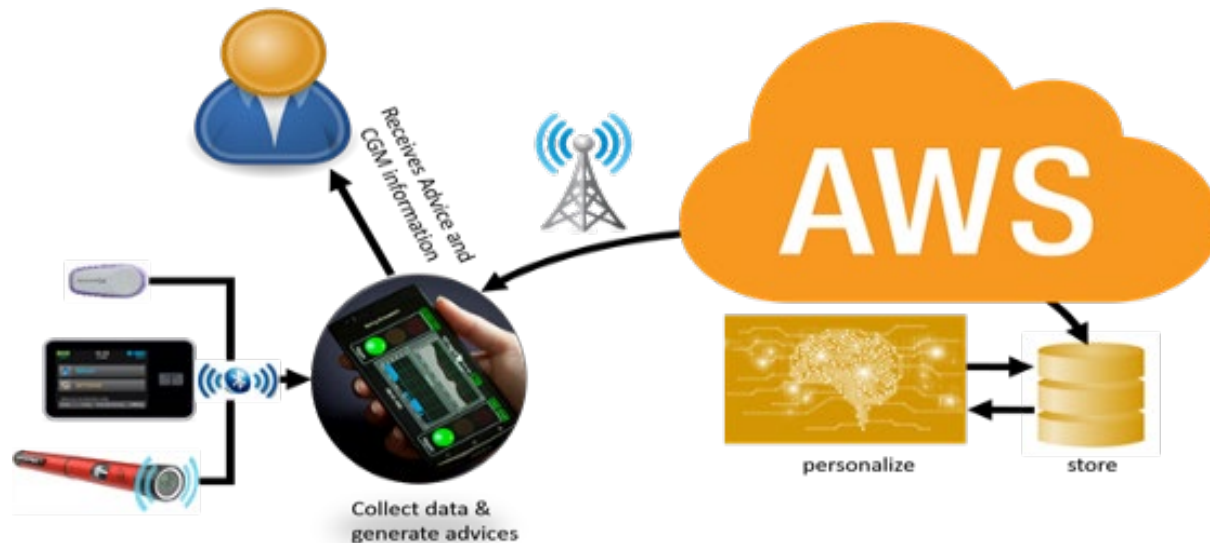 Receives Advice and
CGM information
AWS
Collect data &
generate advices
personalize
store